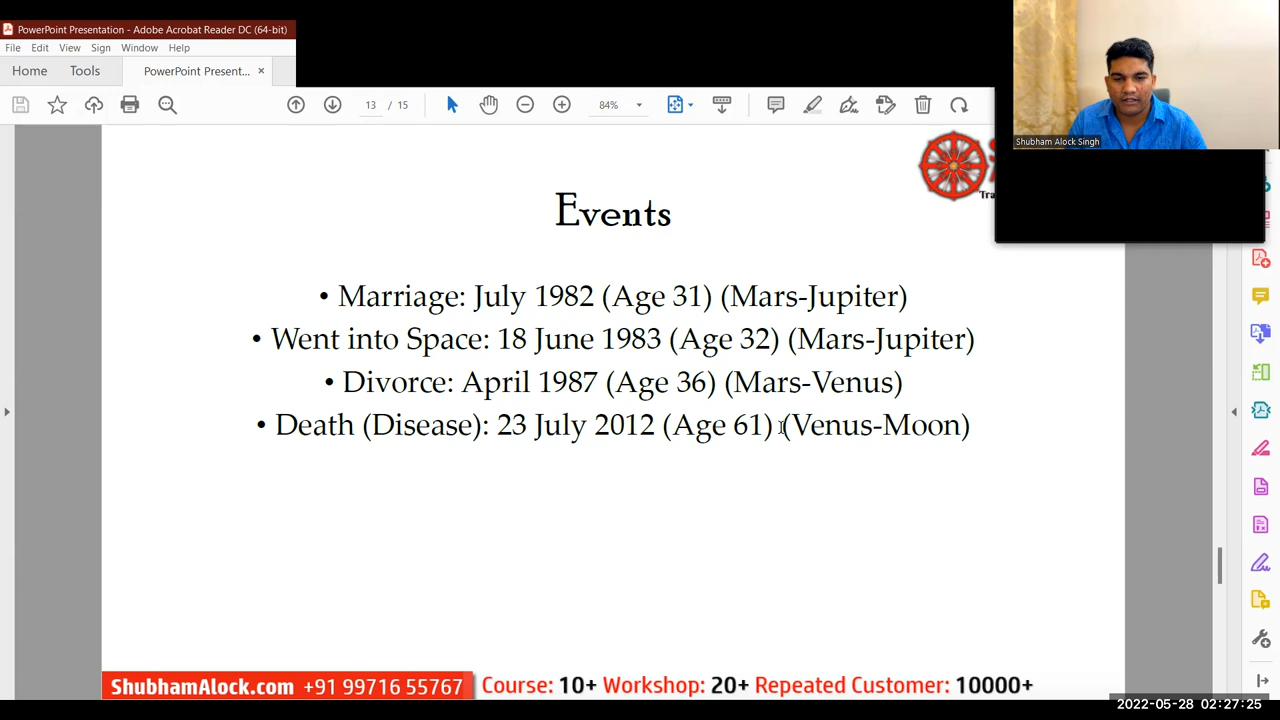 PowerPoint Presentation - Adobe Acrobat Reader DC (64-bit)
File Edit View Sign Window Help
Home Tools PowerPoint Present... ×
13 / 15 84%
Shubham Alock Singh
Tra
Events
• Marriage: July 1982 (Age 31) (Mars-Jupiter)
• Went into Space: 18 June 1983 (Age 32) (Mars-Jupiter)
• Divorce: April 1987 (Age 36) (Mars-Venus)
• Death (Disease): 23 July 2012 (Age 61) (Venus-Moon)
ShubhamAlock.com +91 99716 55767 Course: 10+ Workshop: 20+ Repeated Customer: 10000+
2022-05-28 02:27:25